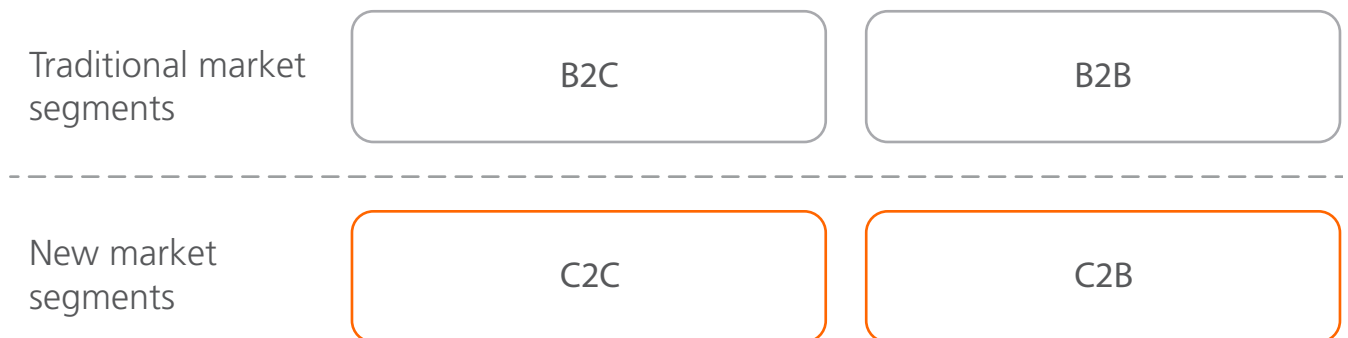 Traditional market
segments
B2C
B2B
New market
segments
C2C
C2B